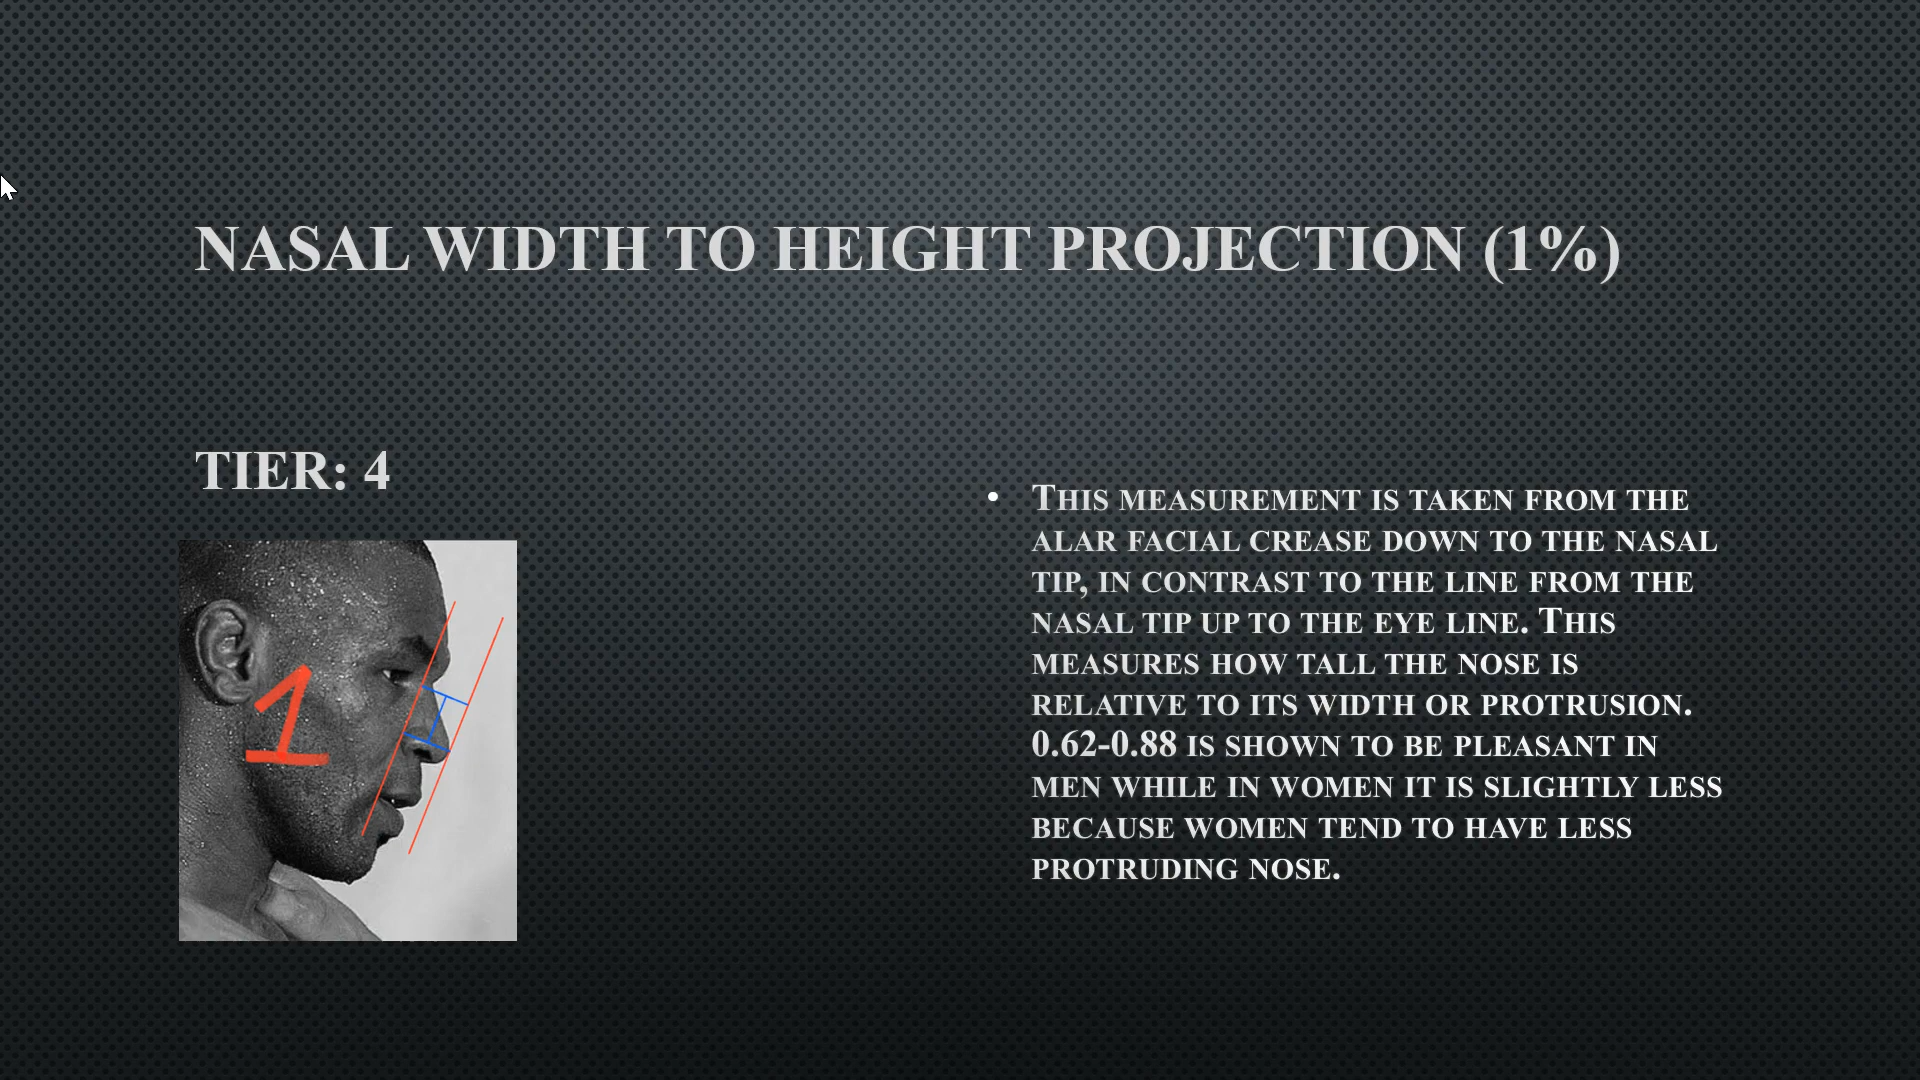 NASAL WIDTH TO HEIGHT PROJECTION (1%)
TIER: 4
1
• THIS MEASUREMENT IS TAKEN FROM THE
ALAR FACIAL CREASE DOWN TO THE NASAL
TIP, IN CONTRAST TO THE LINE FROM THE
NASAL TIP UP TO THE EYE LINE. THIS
MEASURES HOW TALL THE NOSE IS
RELATIVE TO ITS WIDTH OR PROTRUSION.
0.62-0.88 IS SHOWN TO BE PLEASANT IN
MEN WHILE IN WOMEN IT IS SLIGHTLY LESS
BECAUSE WOMEN TEND TO HAVE LESS
PROTRUDING NOSE.